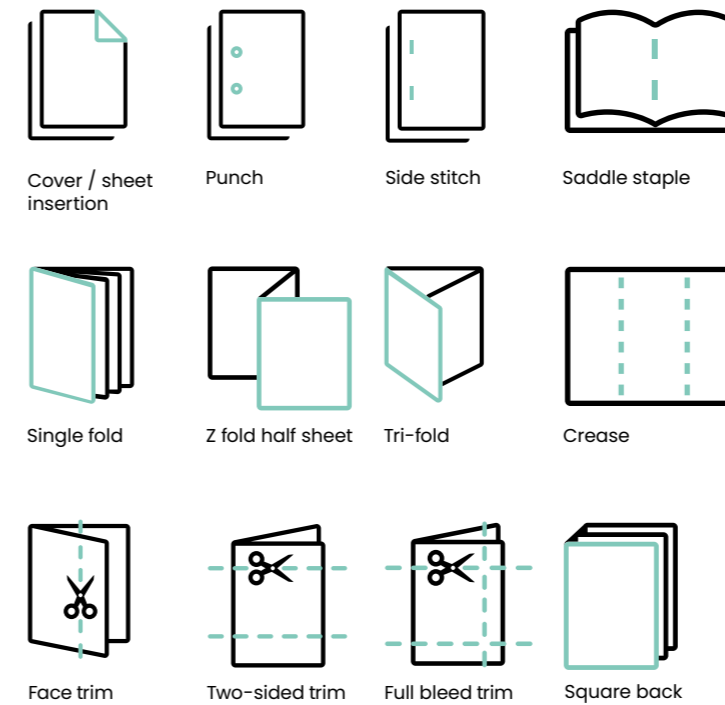 Cover / sheet
insertion
Punch
Side stitch
Saddle staple
Single fold
Z fold half sheet
Tri-fold
Crease
Face trim
Two-sided trim
Full bleed trim
Square back